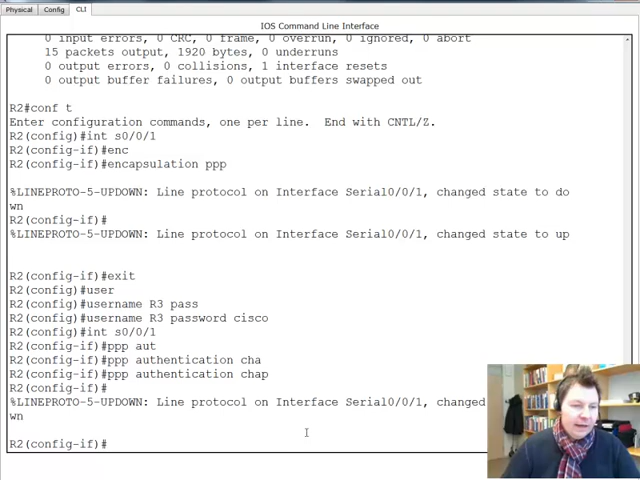 Physical Config CLI
IOS Command Line Interface
0 input errors, 0 CRC, 0 frame, 0 overrun, 0 ignored, 0 abort
15 packets output, 1920 bytes, 0 underruns
0 output errors, 0 collisions, 1 interface resets
0 output buffer failures, 0 output buffers swapped out
R2#conf t
Enter configuration commands, one per line. End with CNTL/Z.
R2(config)#int s0/0/1
R2(config-if)#enc
R2(config-if)#encapsulation ppp
%LINEPROTO-5-UPDOWN: Line protocol on Interface Serial0/0/1, changed state to do
wn
R2(config-if)#
%LINEPROTO-5-UPDOWN: Line protocol on Interface Serial0/0/1, changed state to up
R2(config-if)#exit
R2(config)#user
R2(config)#username R3 pass
R2(config)#username R3 password cisco
R2(config)#int s0/0/1
R2(config-if)#ppp aut
R2(config-if)#ppp authentication cha
R2(config-if)#ppp authentication chap
R2(config-if)#
%LINEPROTO-5-UPDOWN: Line protocol on Interface Serial0/0/1, changed
wn
R2(config-if)#